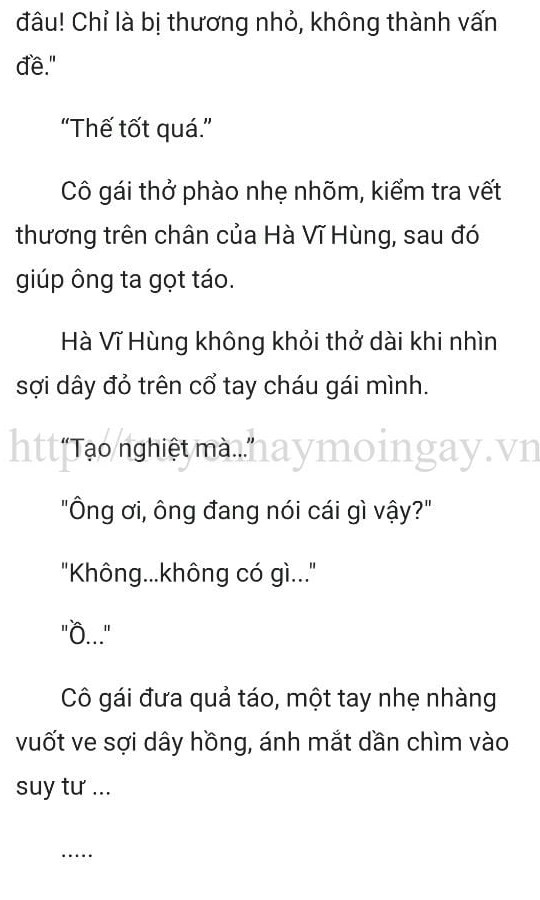 đâu! Chỉ là bị thương nhỏ, không thành vấn
đề."
“Thế tốt quá.”
Cô gái thở phào nhẹ nhõm, kiểm tra vết
thương trên chân của Hà Vĩ Hùng, sau đó
giúp ông ta gọt táo.
Hà Vĩ Hùng không khỏi thở dài khi nhìn
sợi dây đỏ trên cổ tay cháu gái mình.
http://truyenhaymoingay.vn
“Tạo nghiệt mà...”
"Ông ơi, ông đang nói cái gì vậy?"
"Không...không có gì..."
"Ồ..."
Cô gái đưa quả táo, một tay nhẹ nhàng
vuốt ve sợi dây hồng, ánh mắt dần chìm vào
suy tư ...
.....